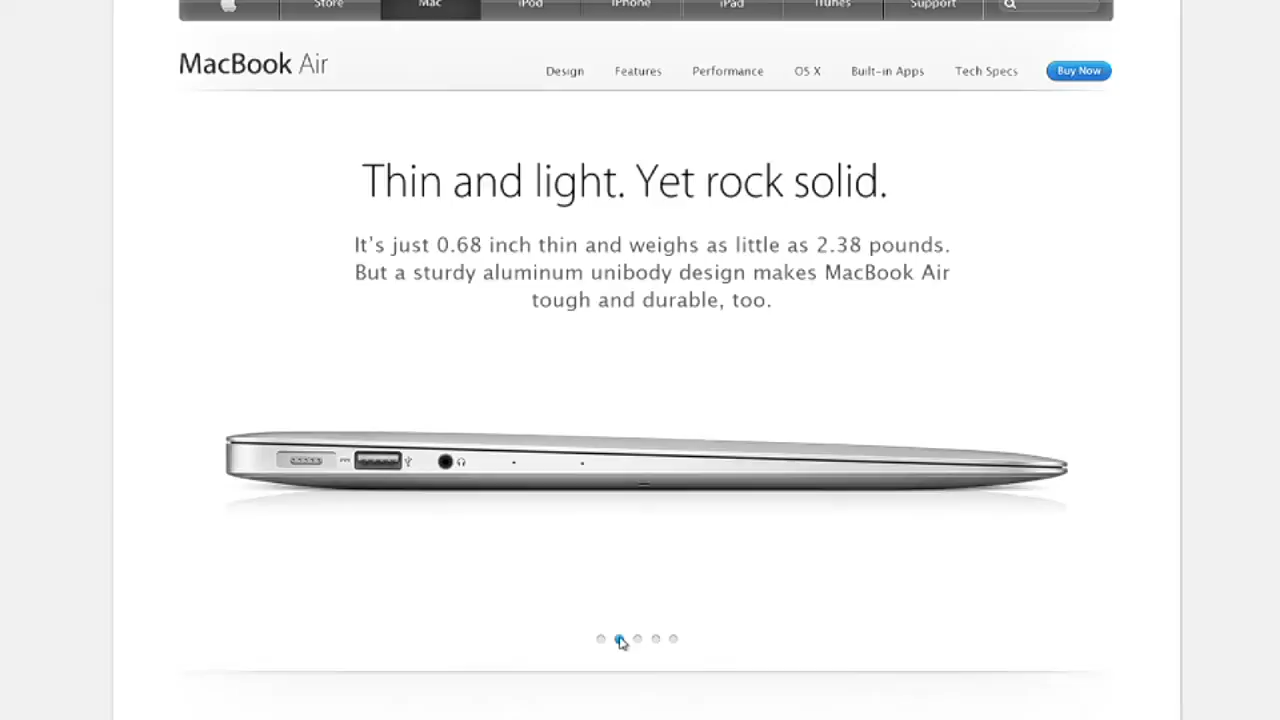 Store Mac iPod iPhone iPad iTunes Support
MacBook Air
Design Features Performance OS X Built-in Apps Tech Specs Buy Now
Thin and light. Yet rock solid.
It’s just 0.68 inch thin and weighs as little as 2.38 pounds.
But a sturdy aluminum unibody design makes MacBook Air
tough and durable, too.